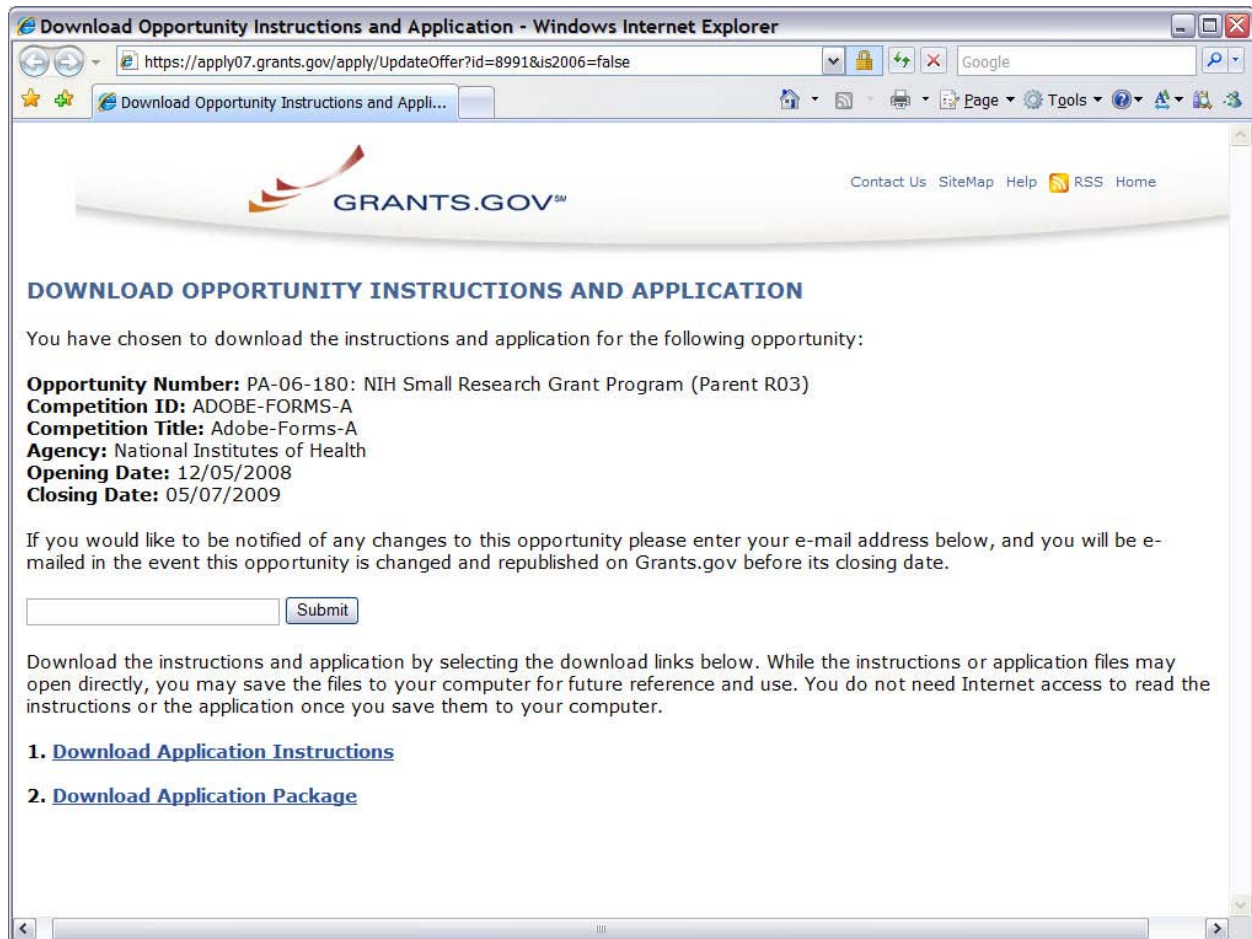 Download Opportunity Instructions and Application - Windows Internet Explorer
https://apply07.grants.gov/apply/UpdateOffer?id=8991&is2006=false
Google
Download Opportunity Instructions and Appli...
Page
Tools
GRANTS.GOV℠
Contact Us SiteMap Help RSS Home
DOWNLOAD OPPORTUNITY INSTRUCTIONS AND APPLICATION
You have chosen to download the instructions and application for the following opportunity:
Opportunity Number: PA-06-180: NIH Small Research Grant Program (Parent R03)
Competition ID: ADOBE-FORMS-A
Competition Title: Adobe-Forms-A
Agency: National Institutes of Health
Opening Date: 12/05/2008
Closing Date: 05/07/2009
If you would like to be notified of any changes to this opportunity please enter your e-mail address below, and you will be e-
mailed in the event this opportunity is changed and republished on Grants.gov before its closing date.
Submit
Download the instructions and application by selecting the download links below. While the instructions or application files may
open directly, you may save the files to your computer for future reference and use. You do not need Internet access to read the
instructions or the application once you save them to your computer.
1. Download Application Instructions
2. Download Application Package